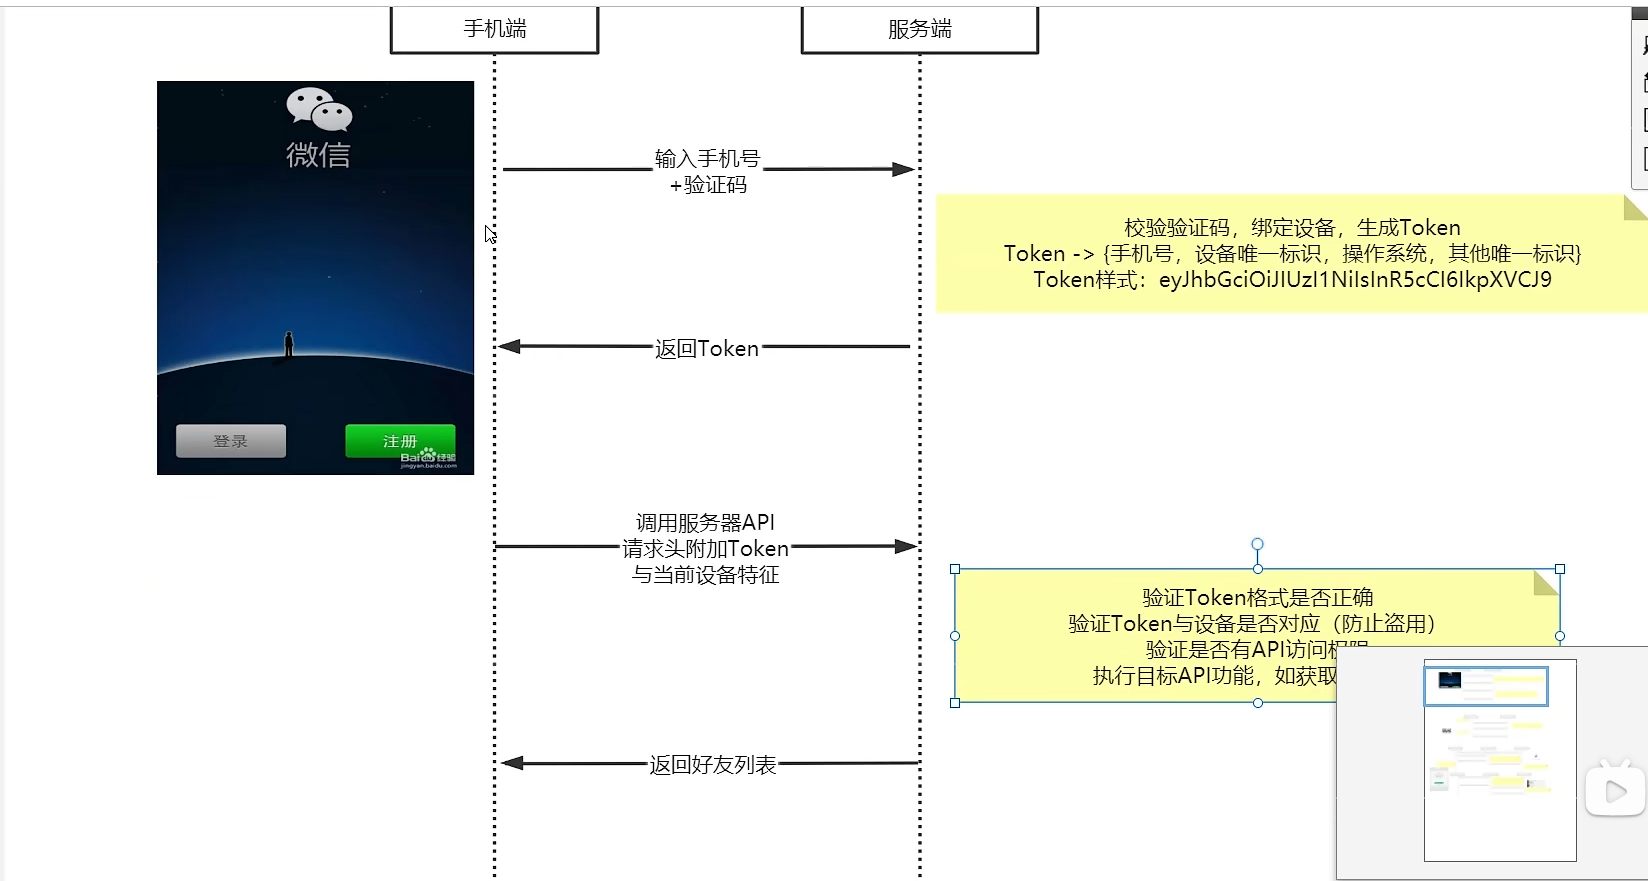 手机端
服务端
微信
输入手机号
+验证码
校验验证码，绑定设备，生成Token
Token -> {手机号，设备唯一标识，操作系统，其他唯一标识}
Token样式：eyJhbGciOiJIUzI1NiIsInR5cCI6IkpXVCJ9
返回Token
登录
注册
Baidu经验
jingyan.baidu.com
调用服务器API
请求头附加Token
与当前设备特征
验证Token格式是否正确
验证Token与设备是否对应（防止盗用）
验证是否有API访问权限
执行目标API功能，如获取
返回好友列表